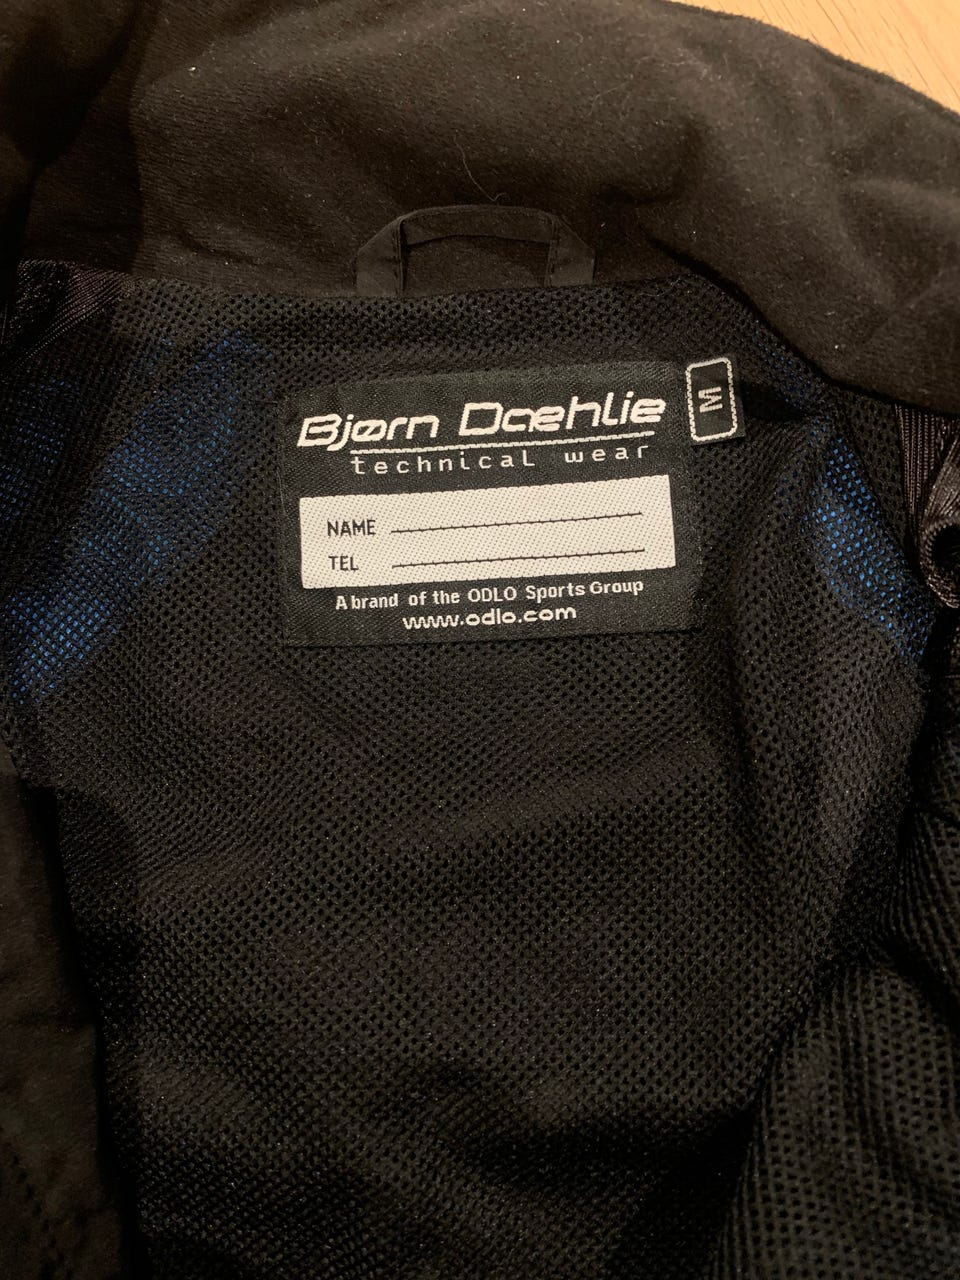 Bjørn Dæhlie
technical wear
M
NAME
TEL
A brand of the ODLO Sports Group
www.odlo.com